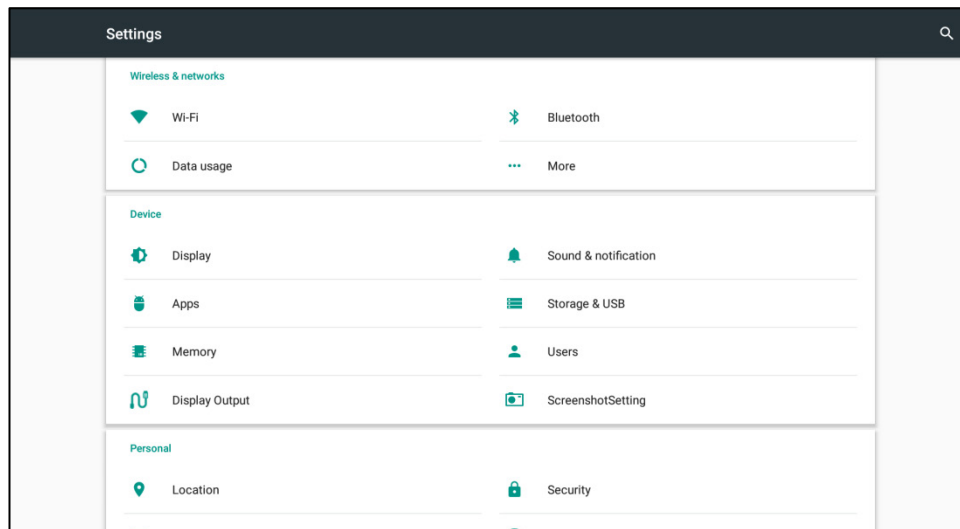 Settings
Wireless & networks
Wi-Fi
Bluetooth
Data usage
More
Device
Display
Sound & notification
Apps
Storage & USB
Memory
Users
Display Output
ScreenshotSetting
Personal
Location
Security